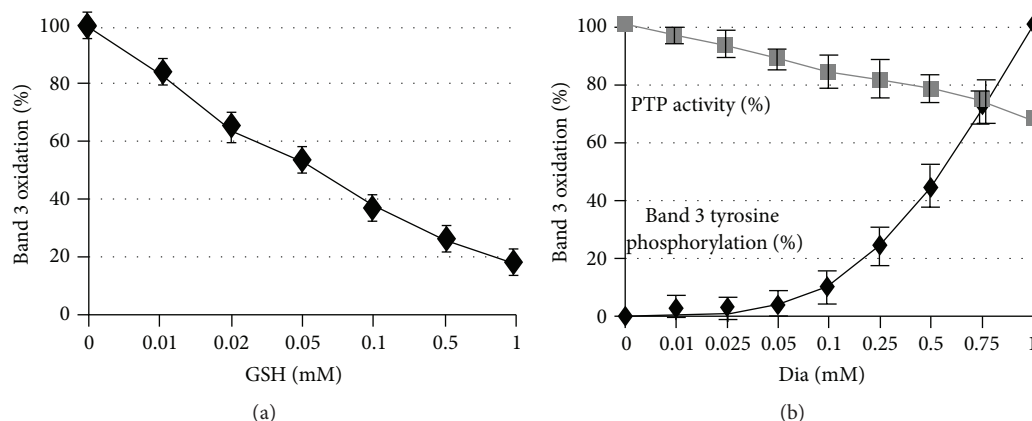 100
80
60
40
20
0
Band 3 oxidation (%)
0 0.01 0.02 0.05 0.1 0.5 1
GSH (mM)
(a)
100
80
60
40
20
0
Band 3 oxidation (%)
PTP activity (%)
Band 3 tyrosine
phosphorylation (%)
0 0.01 0.025 0.05 0.1 0.25 0.5 0.75 1
Dia (mM)
(b)